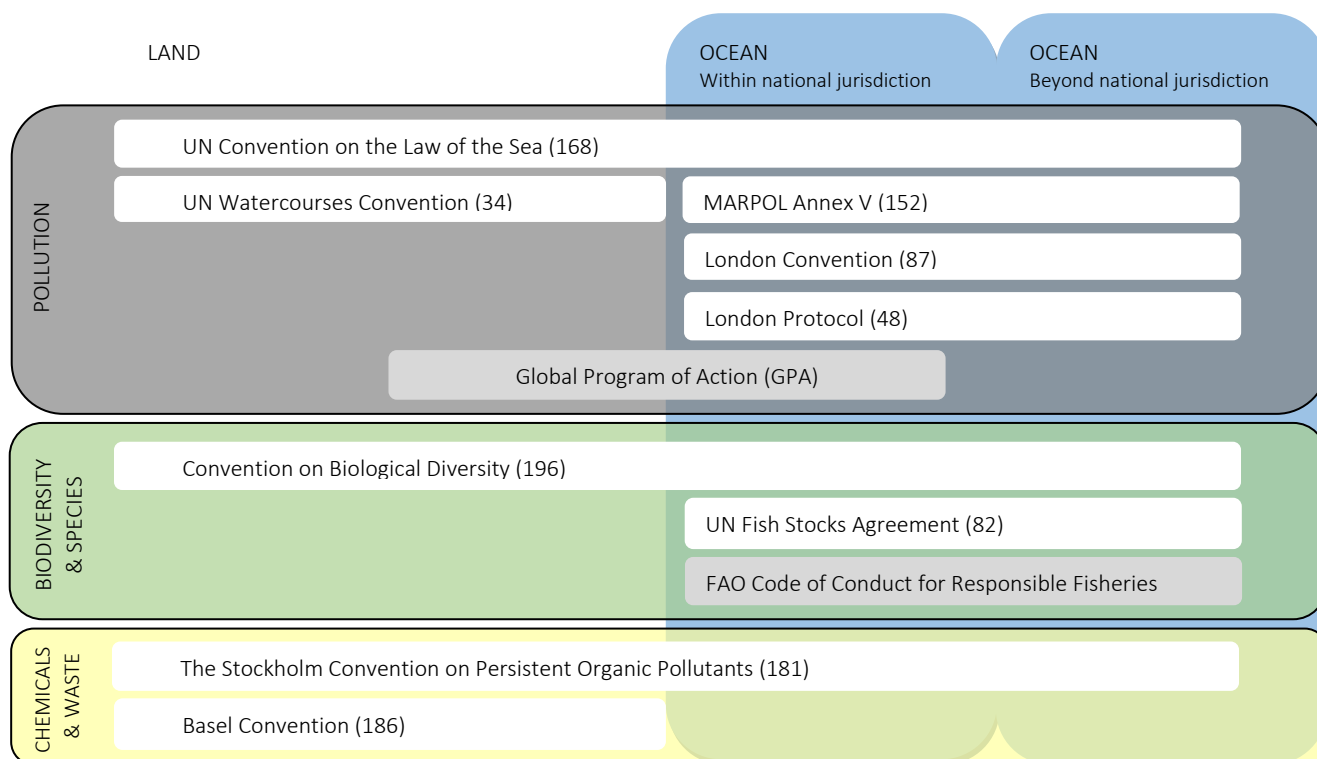 LAND
OCEAN
Within national jurisdiction
OCEAN
Beyond national jurisdiction
POLLUTION
UN Convention on the Law of the Sea (168)
UN Watercourses Convention (34)
MARPOL Annex V (152)
London Convention (87)
London Protocol (48)
Global Program of Action (GPA)
BIODIVERSITY
& SPECIES
Convention on Biological Diversity (196)
UN Fish Stocks Agreement (82)
FAO Code of Conduct for Responsible Fisheries
CHEMICALS
& WASTE
The Stockholm Convention on Persistent Organic Pollutants (181)
Basel Convention (186)